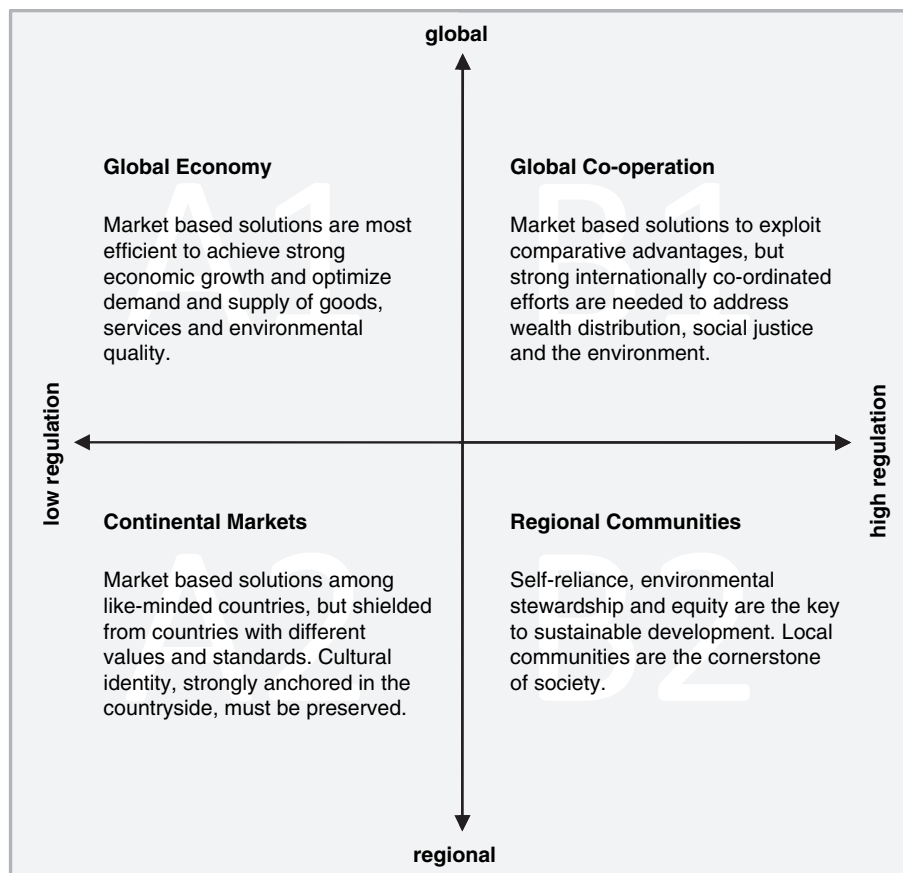 global
Global Economy
A1
Market based solutions are most
efficient to achieve strong
economic growth and optimize
demand and supply of goods,
services and environmental
quality.
Global Co-operation
B1
Market based solutions to exploit
comparative advantages, but
strong internationally co-ordinated
efforts are needed to address
wealth distribution, social justice
and the environment.
low regulation
high regulation
Continental Markets
A2
Market based solutions among
like-minded countries, but shielded
from countries with different
values and standards. Cultural
identity, strongly anchored in the
countryside, must be preserved.
Regional Communities
B2
Self-reliance, environmental
stewardship and equity are the key
to sustainable development. Local
communities are the cornerstone
of society.
regional